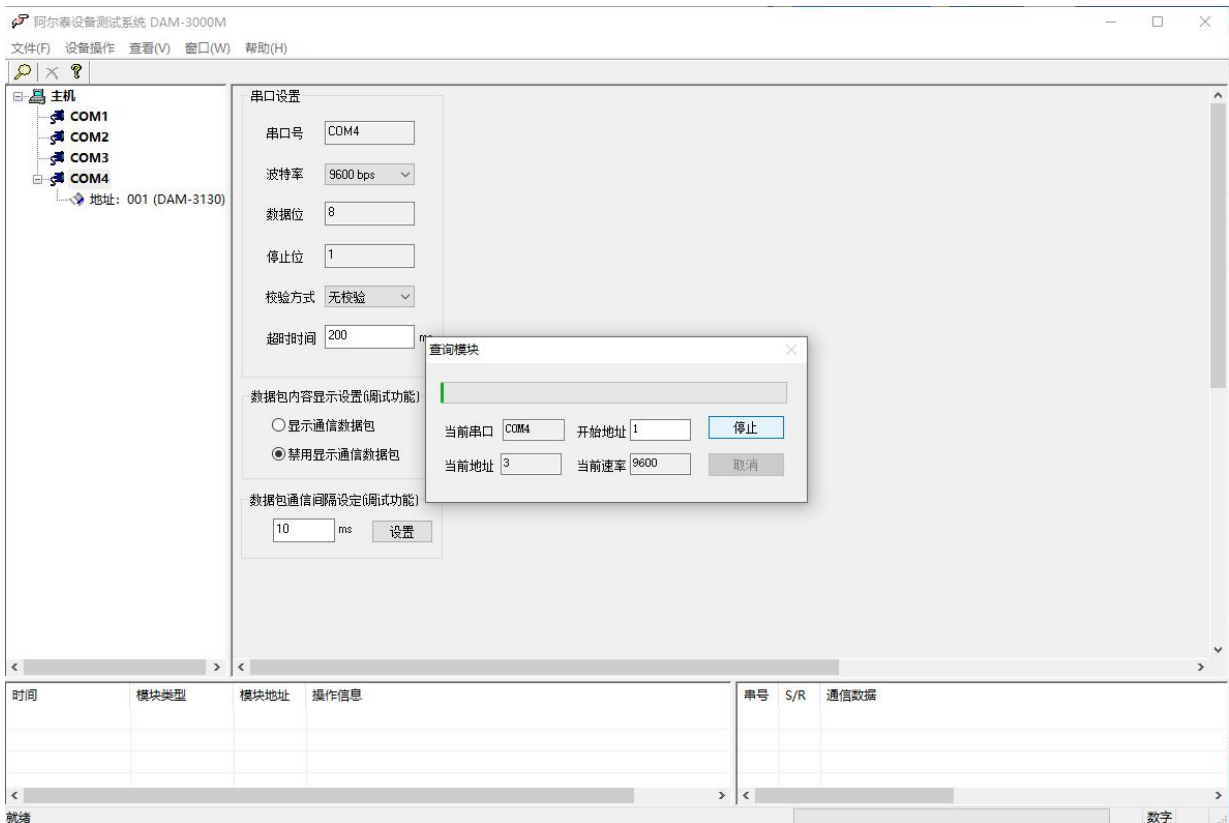 阿尔泰设备测试系统 DAM-3000M
文件(F) 设备操作 查看(V) 窗口(W) 帮助(H)
主机
COM1
COM2
COM3
COM4
地址：001 (DAM-3130)
串口设置
串口号 COM4
波特率 9600 bps
数据位 8
停止位 1
校验方式 无校验
超时时间 200
数据包内容显示设置(调试功能)
显示通信数据包
禁用显示通信数据包
数据包通信间隔设定(调试功能)
10 ms 设置
查询模块
当前串口 COM4 开始地址 1 停止
当前地址 3 当前速率 9600 取消
时间 模块类型 模块地址 操作信息
串号 S/R 通信数据
就绪 数字